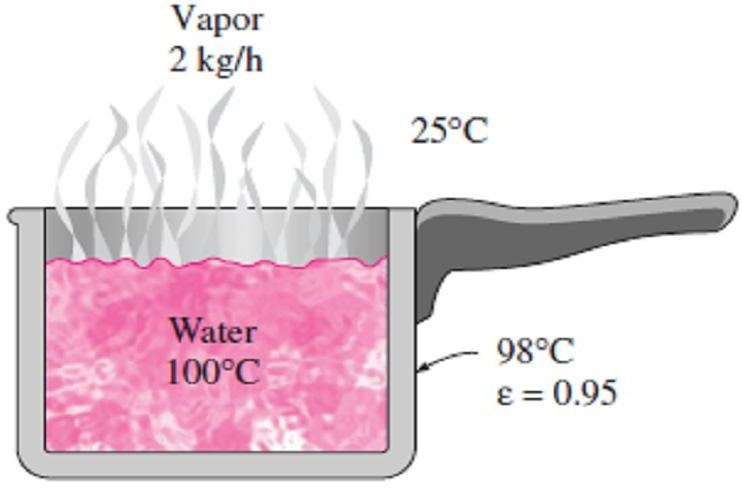 Vapor
2 kg/h
25°C
Water
100°C
98°C
ε = 0.95